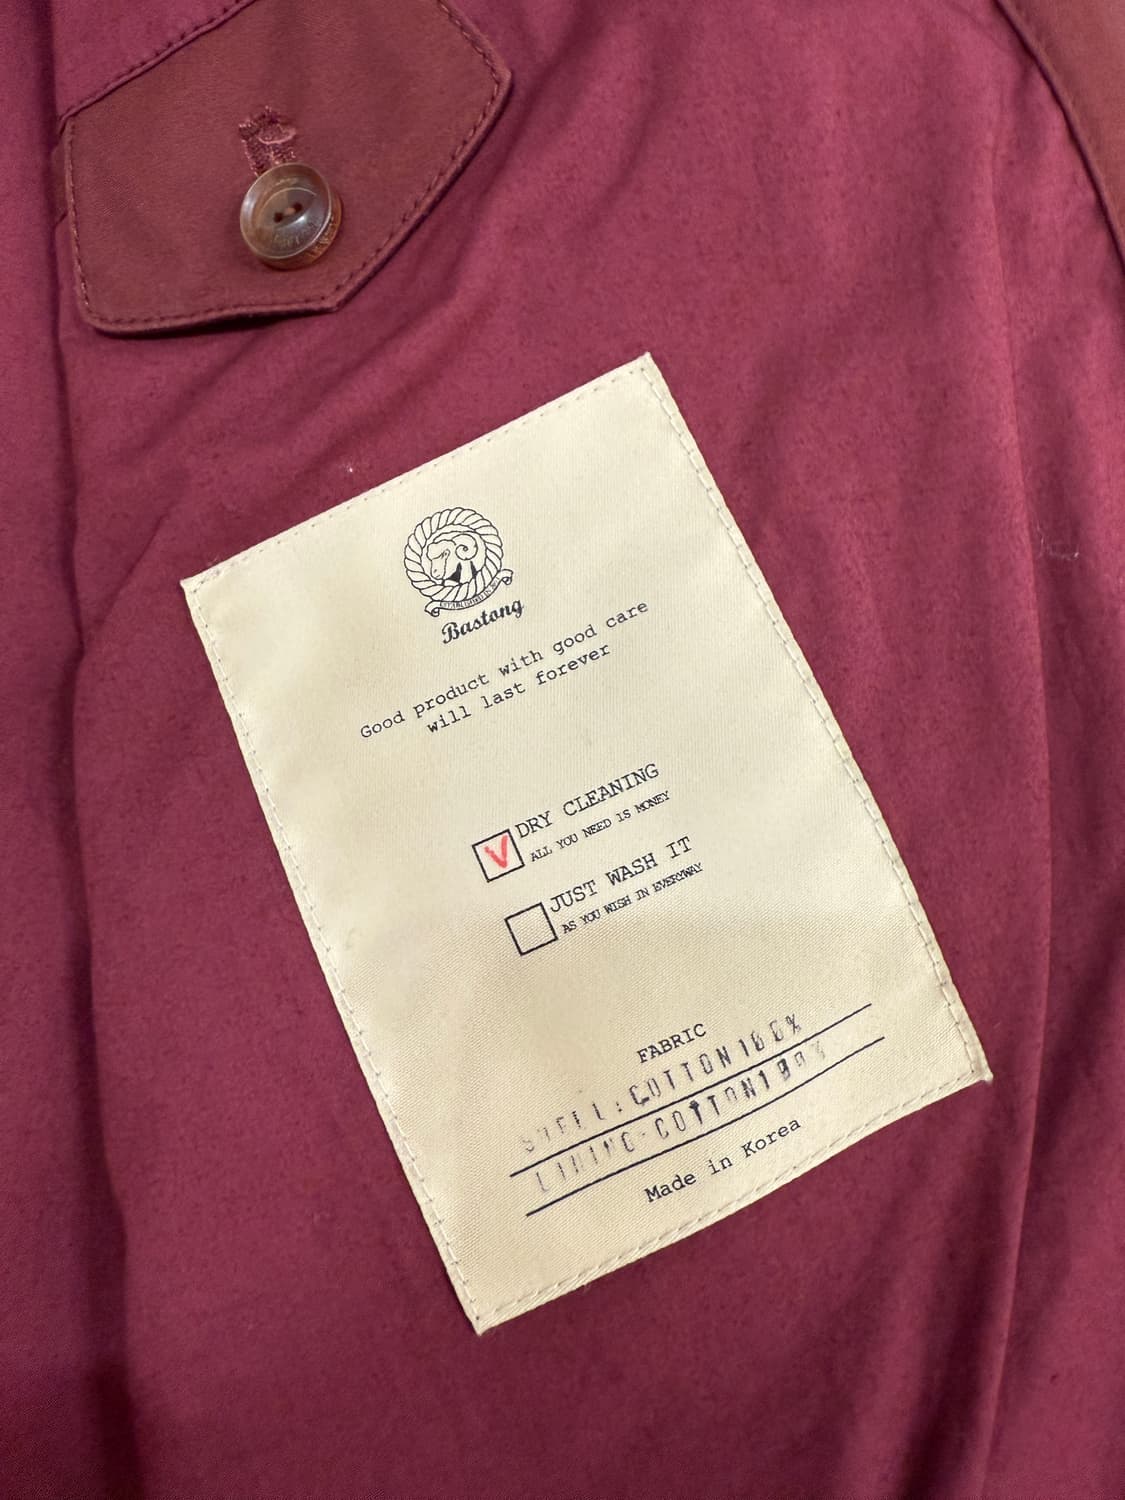 Bastong
Good product with good care
will last forever
V
DRY CLEANING
ALL YOU NEED IS MONEY
JUST WASH IT
AS YOU WISH IN EVERYWAY
FABRIC
SHELL:COTTON100%
LINING:COTTON100%
Made in Korea